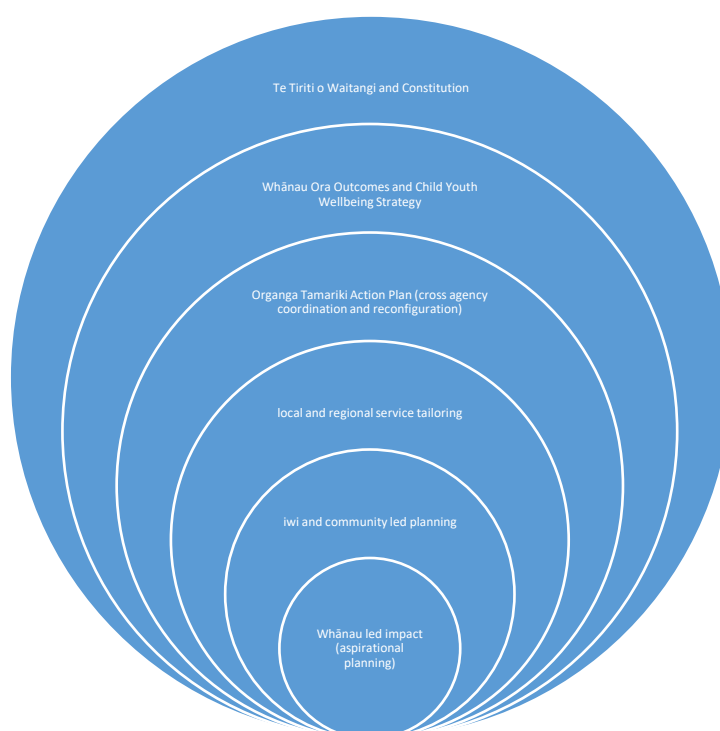 Te Tiriti o Waitangi and Constitution
Whānau Ora Outcomes and Child Youth
Wellbeing Strategy
Organga Tamariki Action Plan (cross agency
coordination and reconfiguration)
local and regional service tailoring
iwi and community led planning
Whānau led impact
(aspirational
planning)